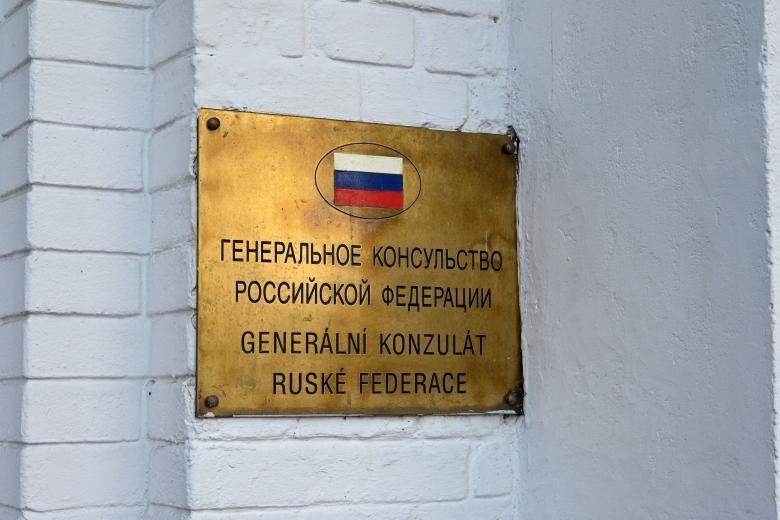 ГЕНЕРАЛЬНОЕ КОНСУЛЬСТВО
РОССИЙСКОЙ ФЕДЕРАЦИИ
GENERÁLNÍ KONZULÁT
RUSKÉ FEDERACE